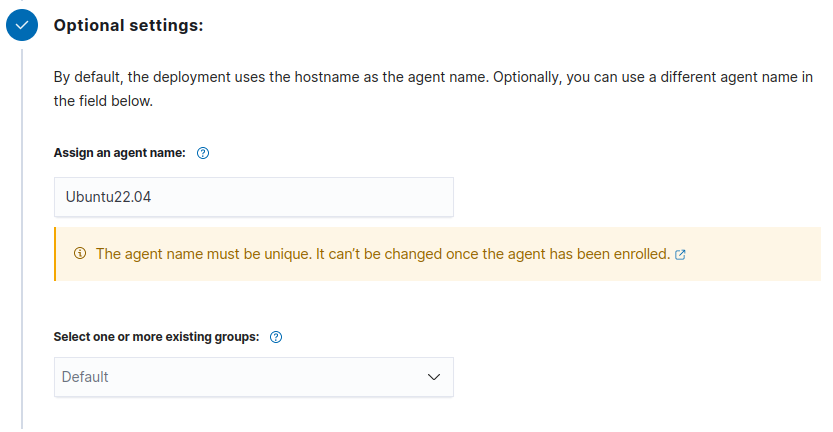 Optional settings:
By default, the deployment uses the hostname as the agent name. Optionally, you can use a different agent name in
the field below.
Assign an agent name:
Ubuntu22.04
The agent name must be unique. It can’t be changed once the agent has been enrolled.
Select one or more existing groups:
Default